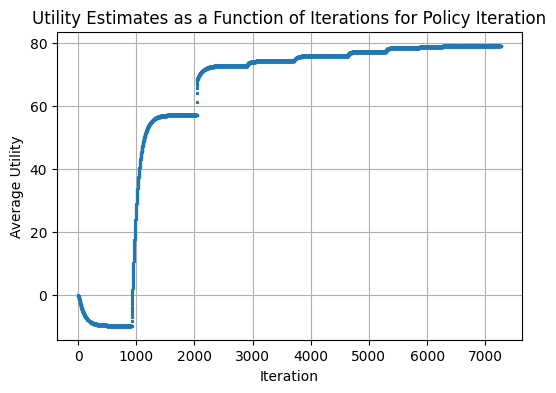 Utility Estimates as a Function of Iterations for Policy Iteration
80
60
40
20
0
Average Utility
0 1000 2000 3000 4000 5000 6000 7000
Iteration